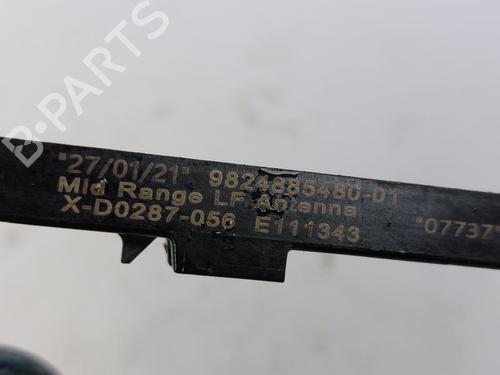 B-PARTS
"27/01/21" 9824885480-01
Mid Range LF Antenna
X-D0287-056 E111343 "07737"